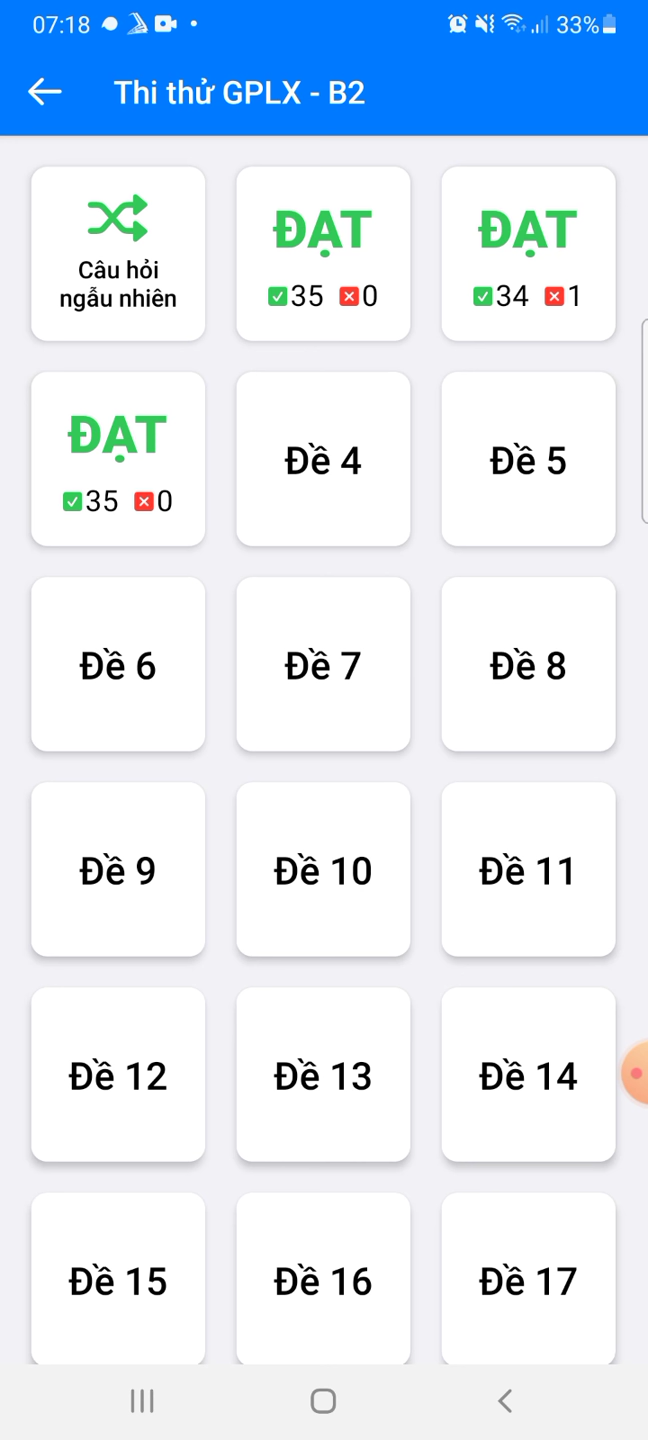 07:18
33%
Thi thử GPLX - B2
Câu hỏi
ngẫu nhiên
ĐẠT
35 0
ĐẠT
34 1
ĐẠT
35 0
Đề 4
Đề 5
Đề 6
Đề 7
Đề 8
Đề 9
Đề 10
Đề 11
Đề 12
Đề 13
Đề 14
Đề 15
Đề 16
Đề 17